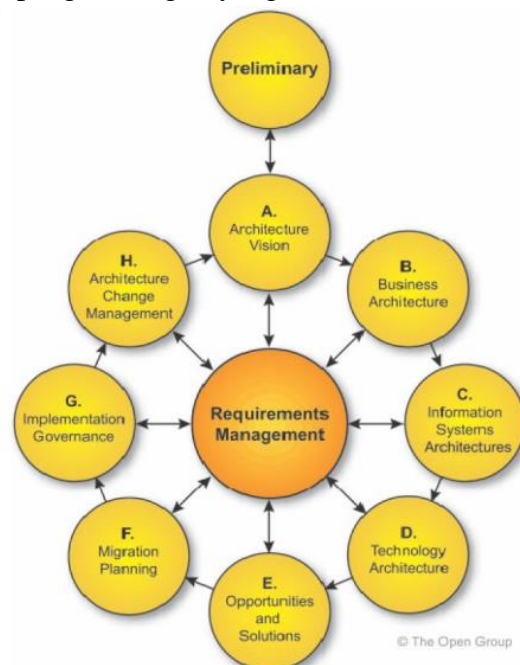 Preliminary
A.
Architecture
Vision
B.
Business
Architecture
C.
Information
Systems
Architectures
D.
Technology
Architecture
E.
Opportunities
and
Solutions
F.
Migration
Planning
G.
Implementation
Governance
H.
Architecture
Change
Management
Requirements
Management
© The Open Group